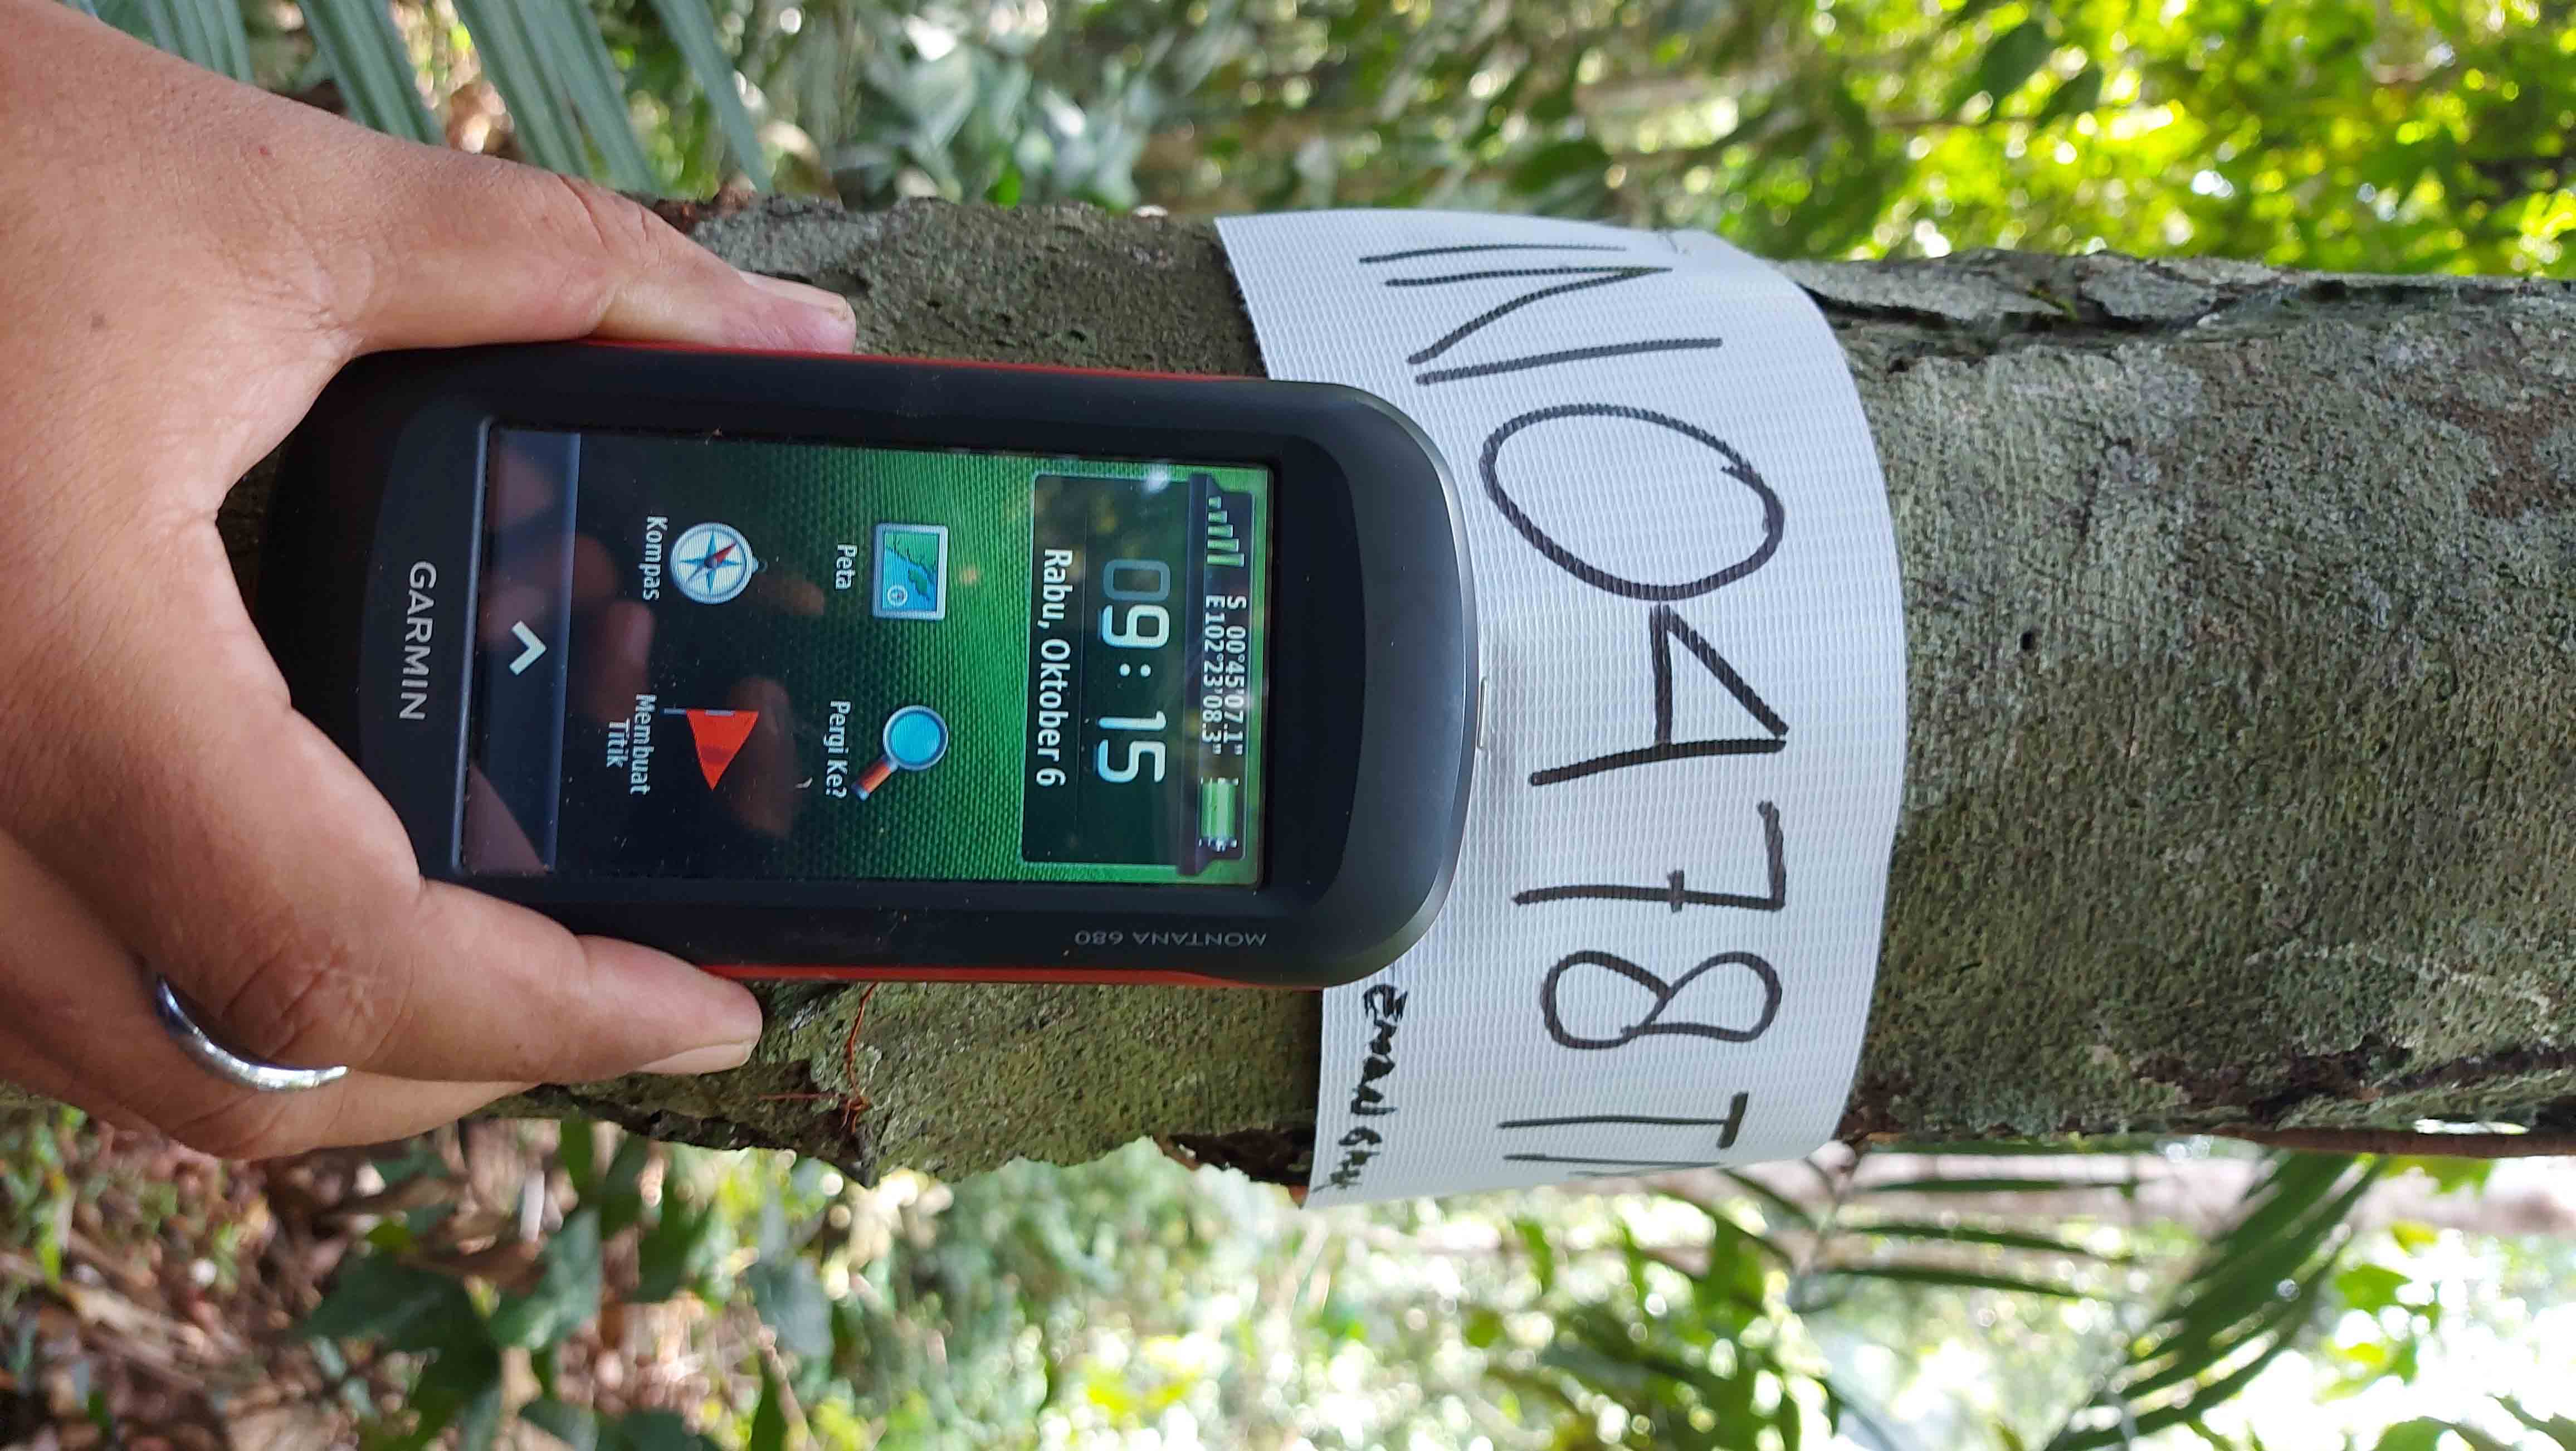 INO478T
S 00°45'07.1"
E102°23'08.3"
09:15
Rabu, Oktober 6
Peta
Pergi Ke?
Kompas
Membuat
Titik
MONTANA 680
GARMIN